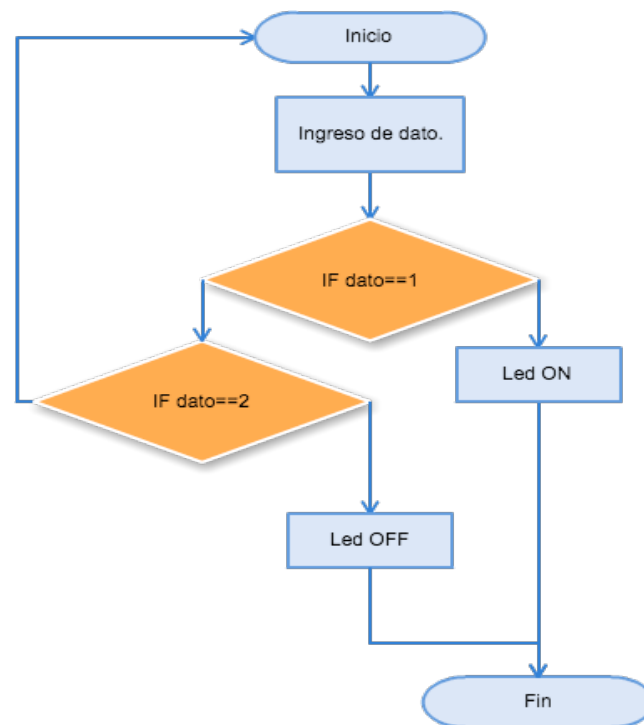 Inicio
Ingreso de dato.
IF dato==1
Led ON
IF dato==2
Led OFF
Fin